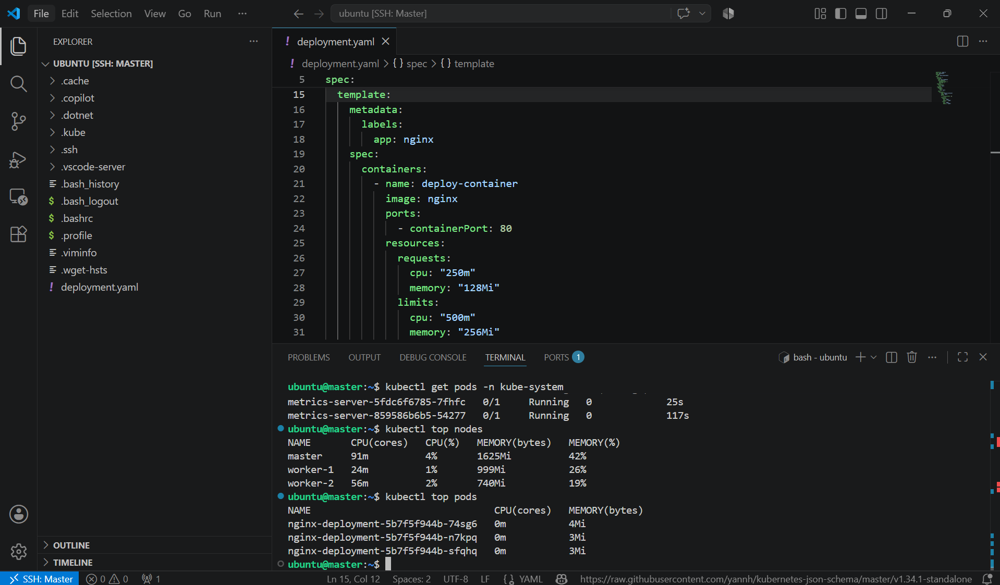 File Edit Selection View Go Run ···
ubuntu [SSH: Master]
EXPLORER
UBUNTU [SSH: MASTER]
.cache
.copilot
.dotnet
.kube
.ssh
.vscode-server
.bash_history
$ .bash_logout
$ .bashrc
$ .profile
.viminfo
.wget-hsts
! deployment.yaml
OUTLINE
TIMELINE
! deployment.yaml
! deployment.yaml > {} spec > {} template
5 spec:
15 template:
16 metadata:
17 labels:
18 app: nginx
19 spec:
20 containers:
21 - name: deploy-container
22 image: nginx
23 ports:
24 - containerPort: 80
25 resources:
26 requests:
27 cpu: "250m"
28 memory: "128Mi"
29 limits:
30 cpu: "500m"
31 memory: "256Mi"
PROBLEMS OUTPUT DEBUG CONSOLE TERMINAL PORTS 1
bash - ubuntu
ubuntu@master:~$ kubectl get pods -n kube-system
metrics-server-5fdc6f6785-7fhfc 0/1 Running 0 25s
metrics-server-859586b6b5-54277 0/1 Running 0 117s
ubuntu@master:~$ kubectl top nodes
NAME CPU(cores) CPU(%) MEMORY(bytes) MEMORY(%)
master 91m 4% 1625Mi 42%
worker-1 24m 1% 999Mi 26%
worker-2 56m 2% 740Mi 19%
ubuntu@master:~$ kubectl top pods
NAME CPU(cores) MEMORY(bytes)
nginx-deployment-5b7f5f944b-74sg6 0m 4Mi
nginx-deployment-5b7f5f944b-n7kpq 0m 3Mi
nginx-deployment-5b7f5f944b-sfqhq 0m 3Mi
ubuntu@master:~$
SSH: Master 0 0 1 Ln 15, Col 12 Spaces: 2 UTF-8 LF {} YAML https://raw.githubusercontent.com/yannh/kubernetes-json-schema/master/v1.34.1-standalone